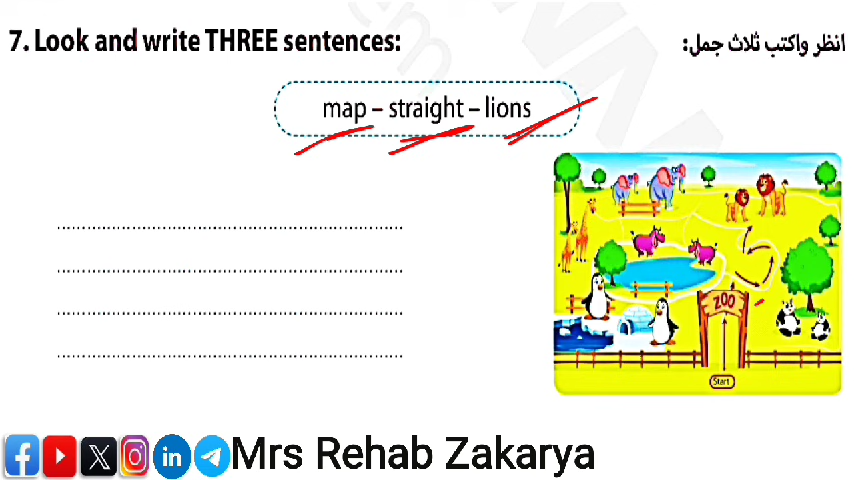 7. Look and write THREE sentences:
انظر واكتب ثلاث جمل:
map – straight – lions
ZOO
Start
Mrs Rehab Zakarya